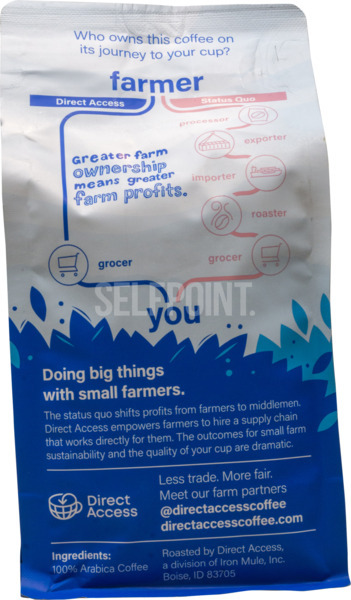 Who owns this coffee on
its journey to your cup?
farmer
Direct Access
Status Quo
processor
Greater farm
ownership
means greater
farm profits.
exporter
importer
roaster
grocer
grocer
SELEPOINT.
you
Doing big things
with small farmers.
The status quo shifts profits from farmers to middlemen.
Direct Access empowers farmers to hire a supply chain
that works directly for them. The outcomes for small farm
sustainability and the quality of your cup are dramatic.
Direct
Access
Less trade. More fair.
Meet our farm partners
@directaccesscoffee
directaccesscoffee.com
Ingredients:
100% Arabica Coffee
Roasted by Direct Access,
a division of Iron Mule, Inc.
Boise, ID 83705